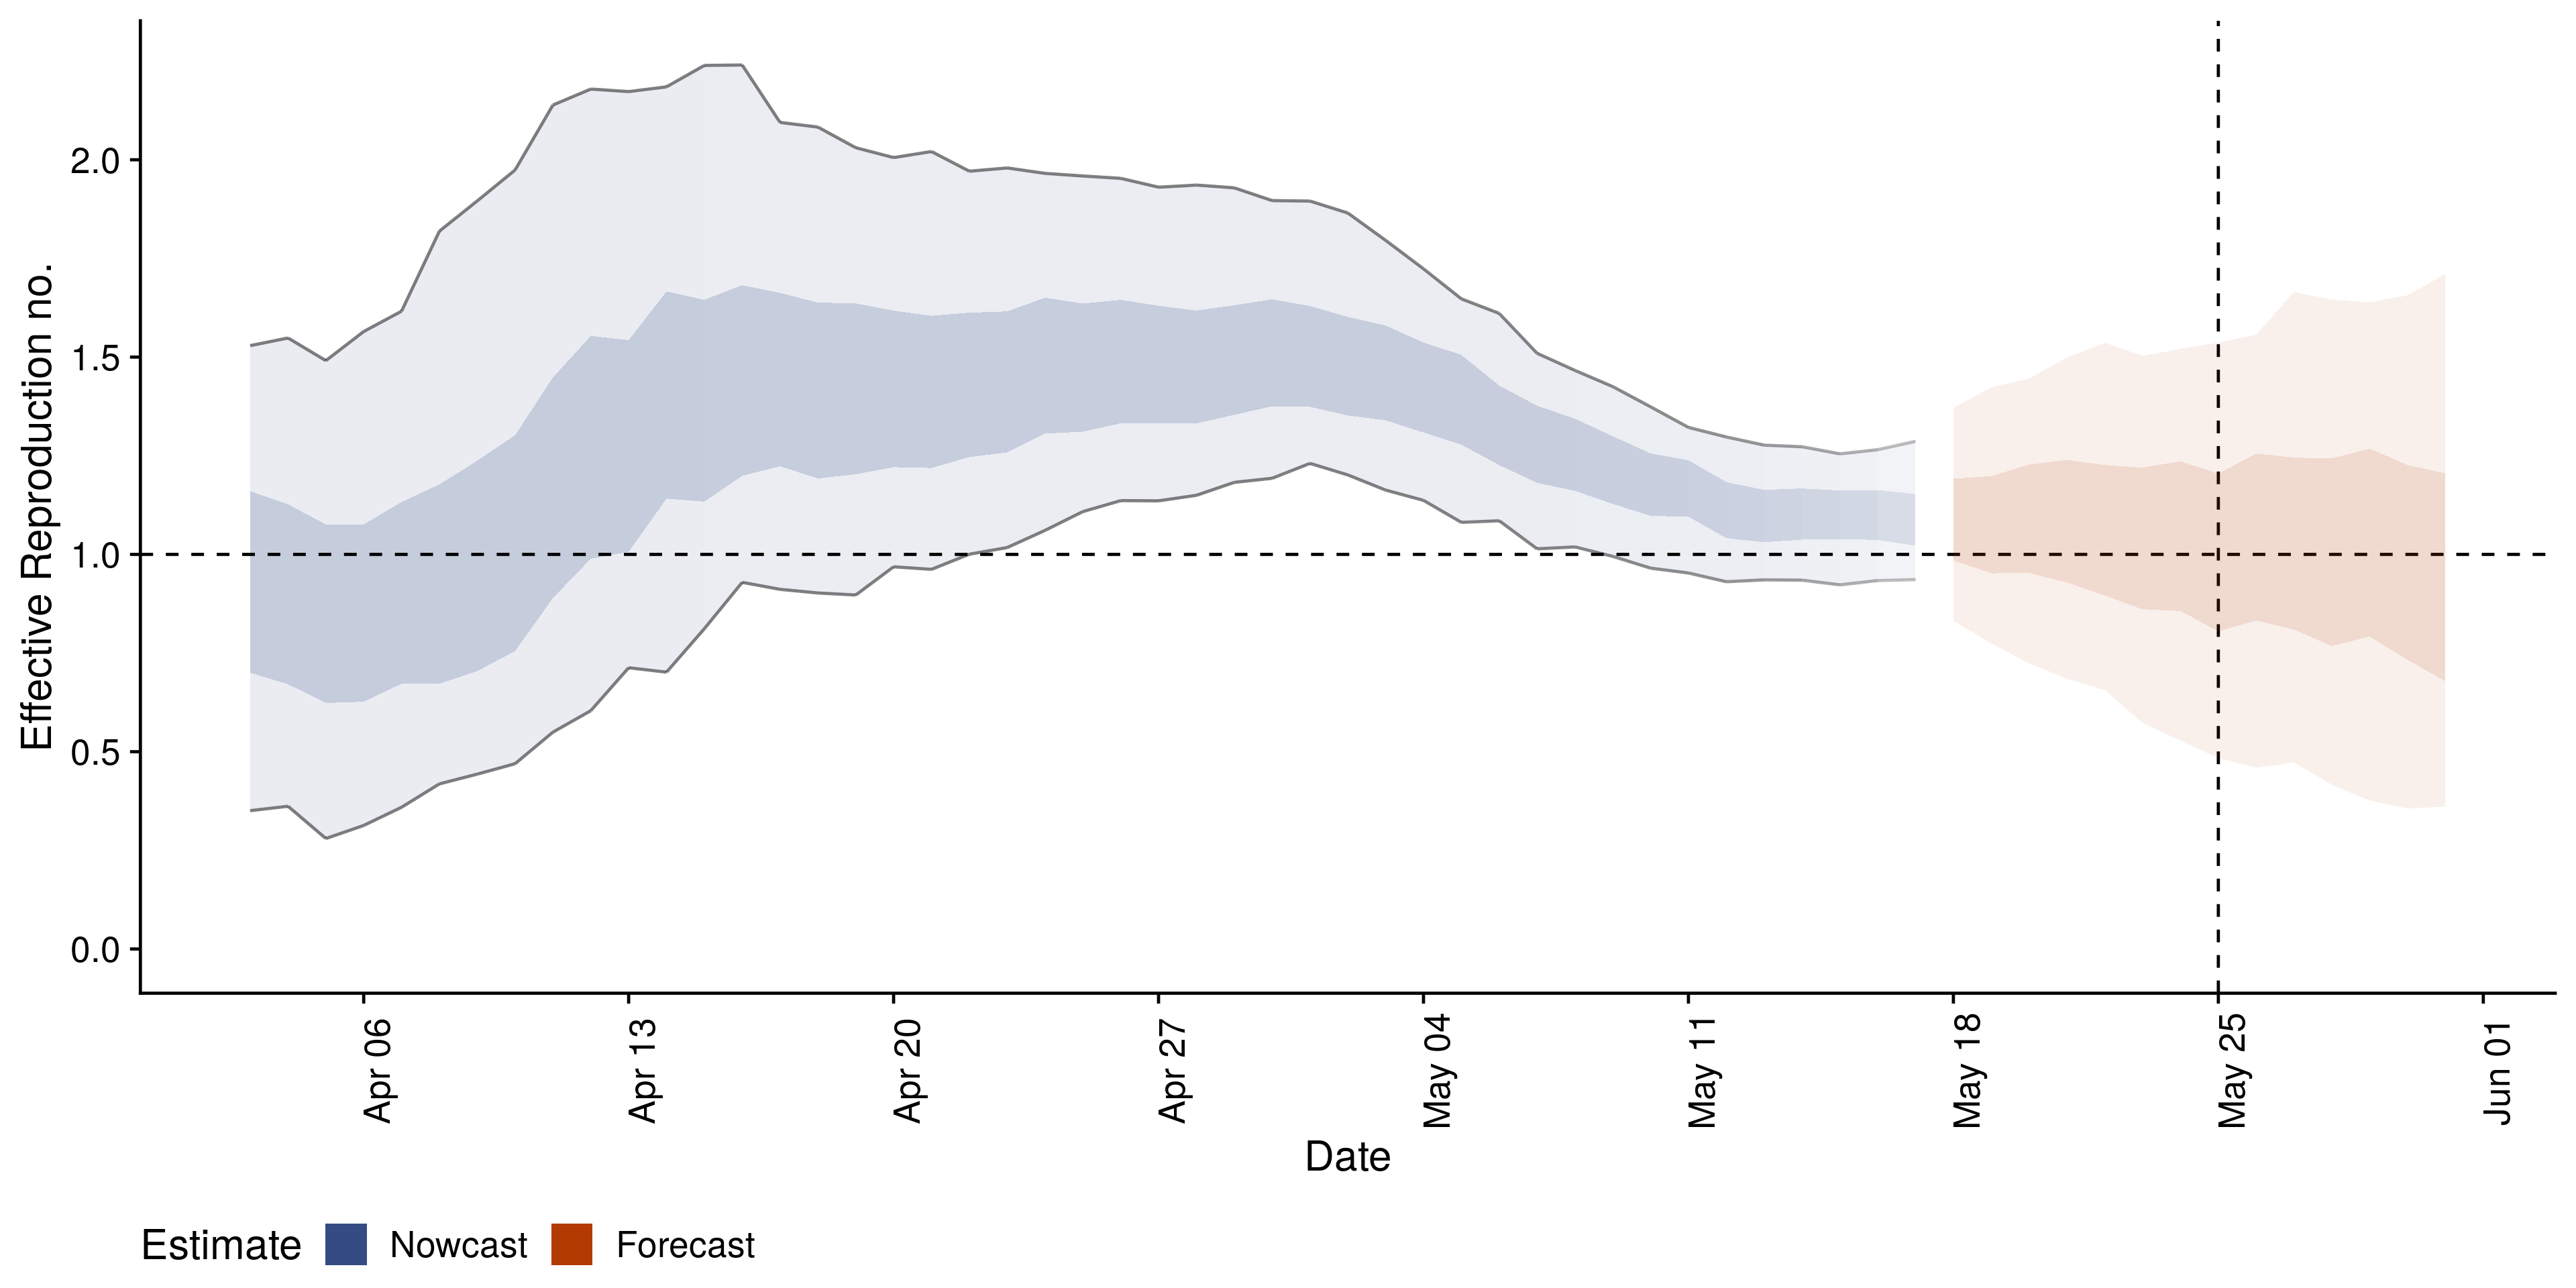 Effective Reproduction no.
2.0
1.5
1.0
0.5
0.0
Apr 06
Apr 13
Apr 20
Apr 27
May 04
May 11
May 18
May 25
Jun 01
Date
Estimate Nowcast Forecast